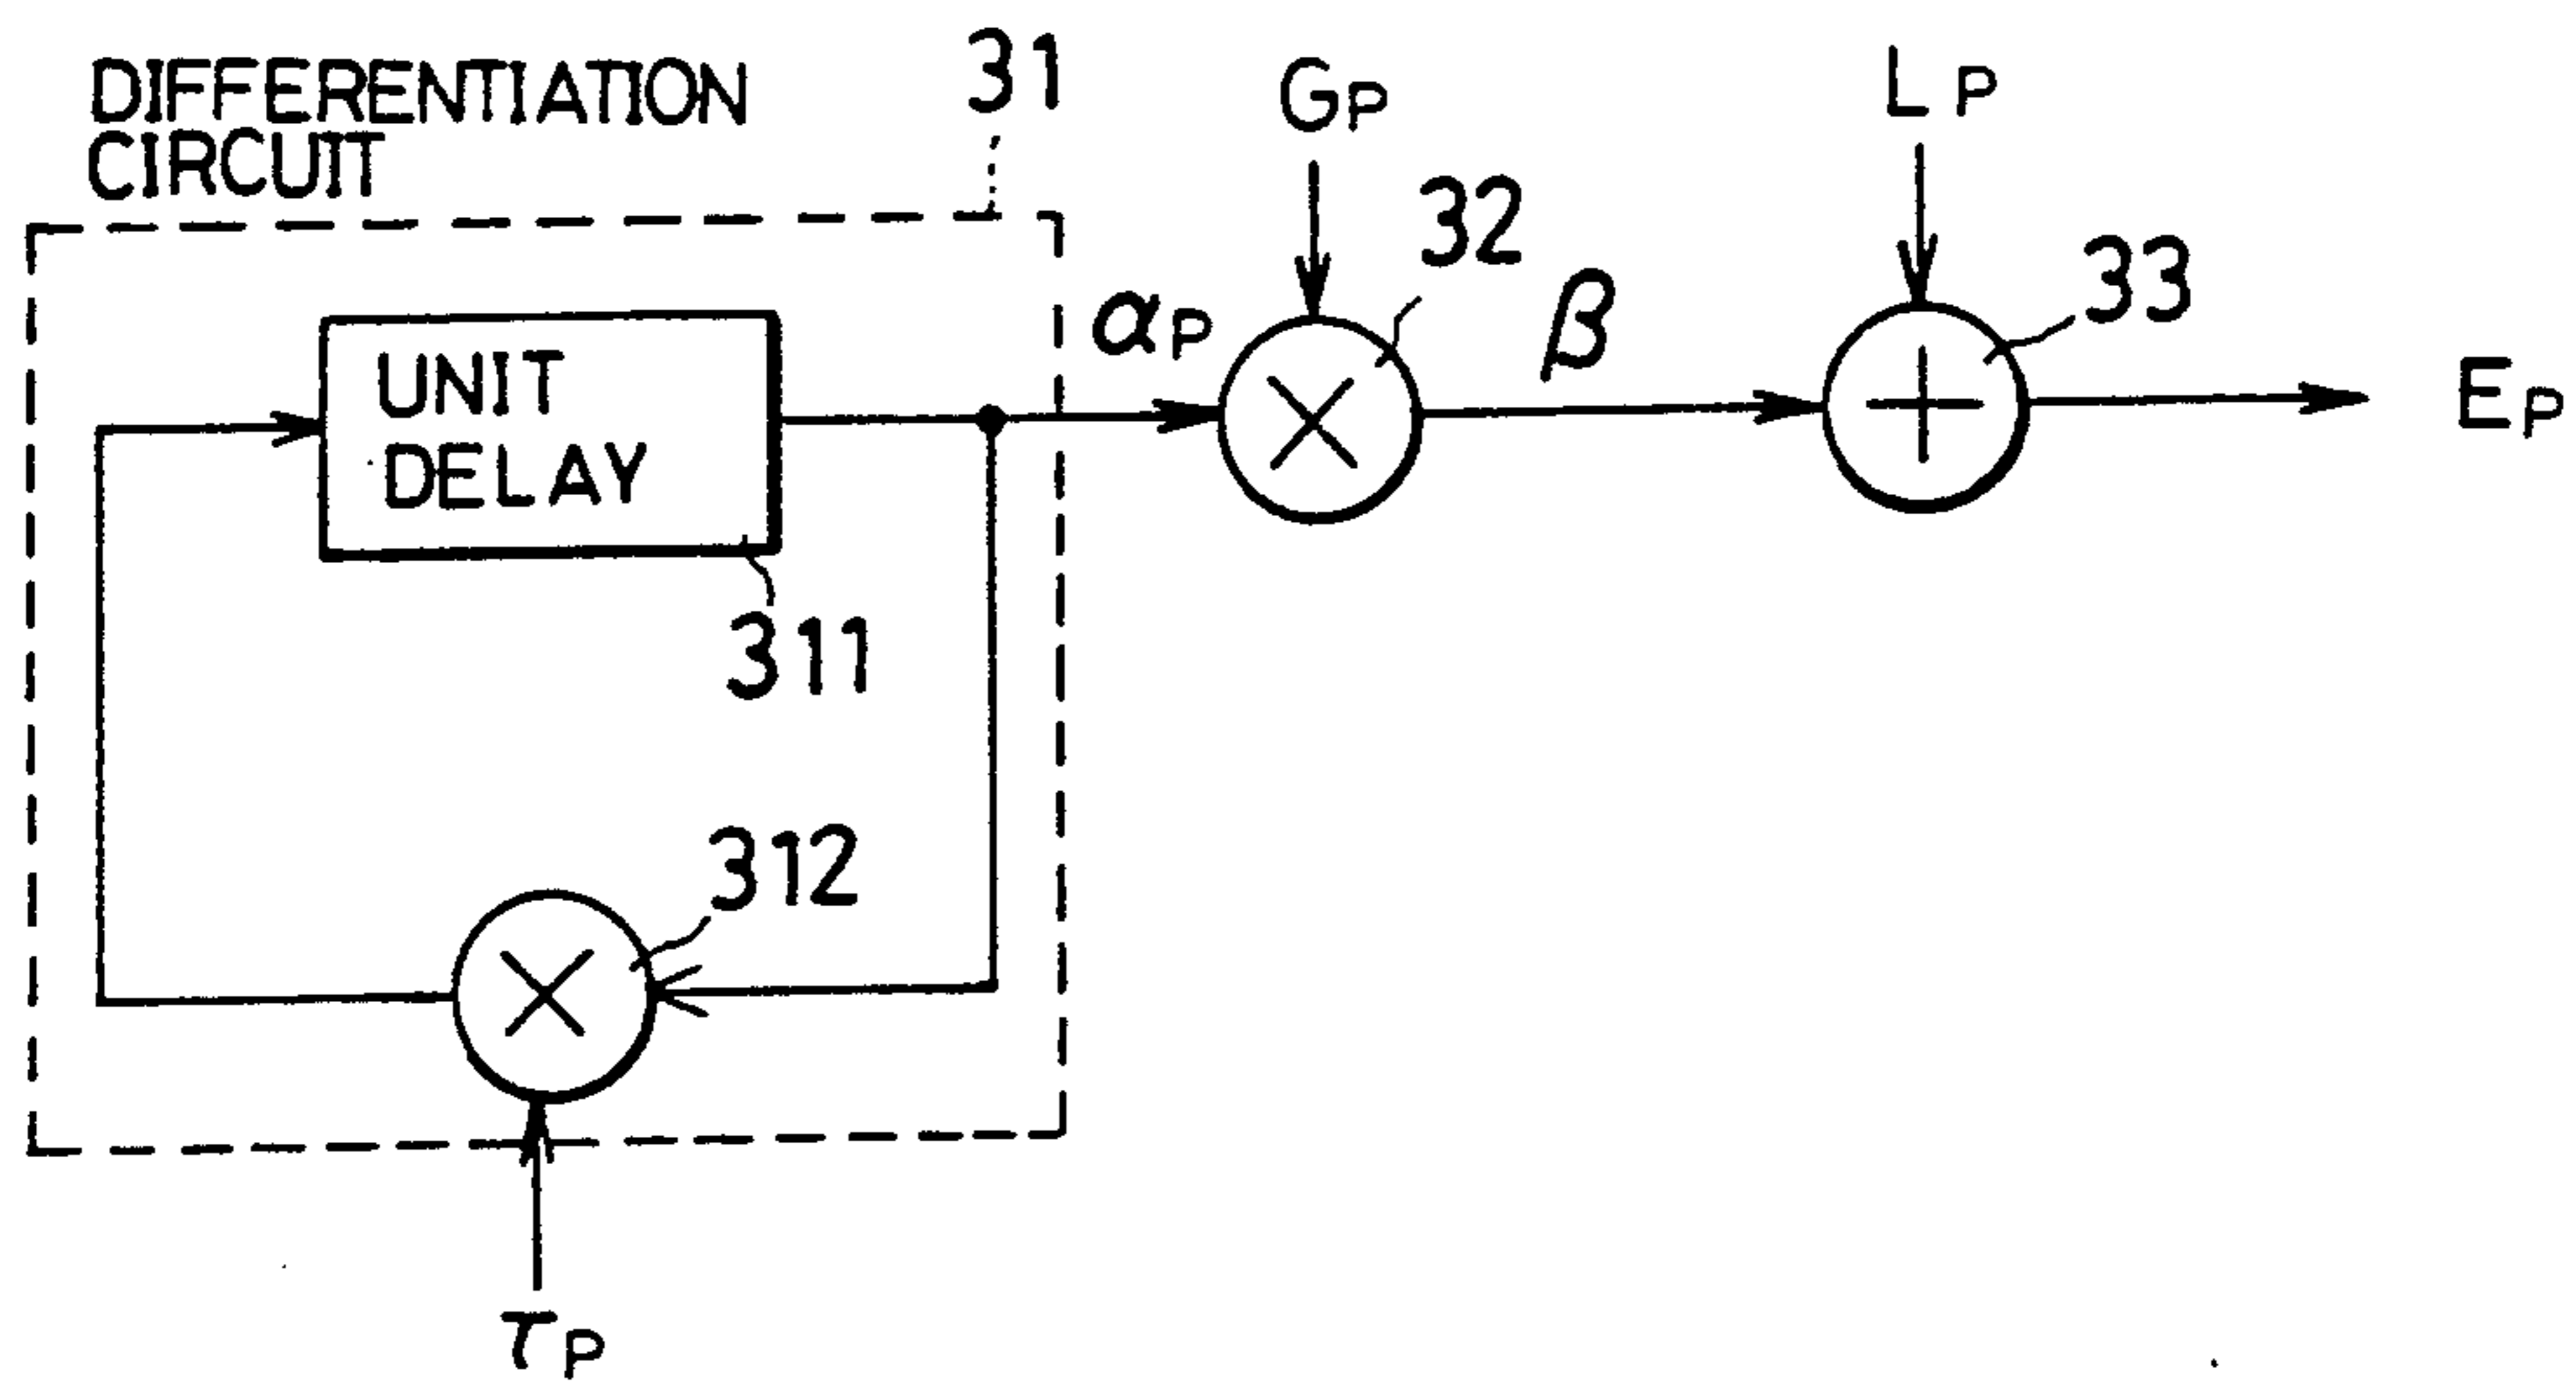 DIFFERENTIATION
CIRCUIT
31
GP
LP
32
33
αP
β
EP
UNIT
DELAY
311
312
τP